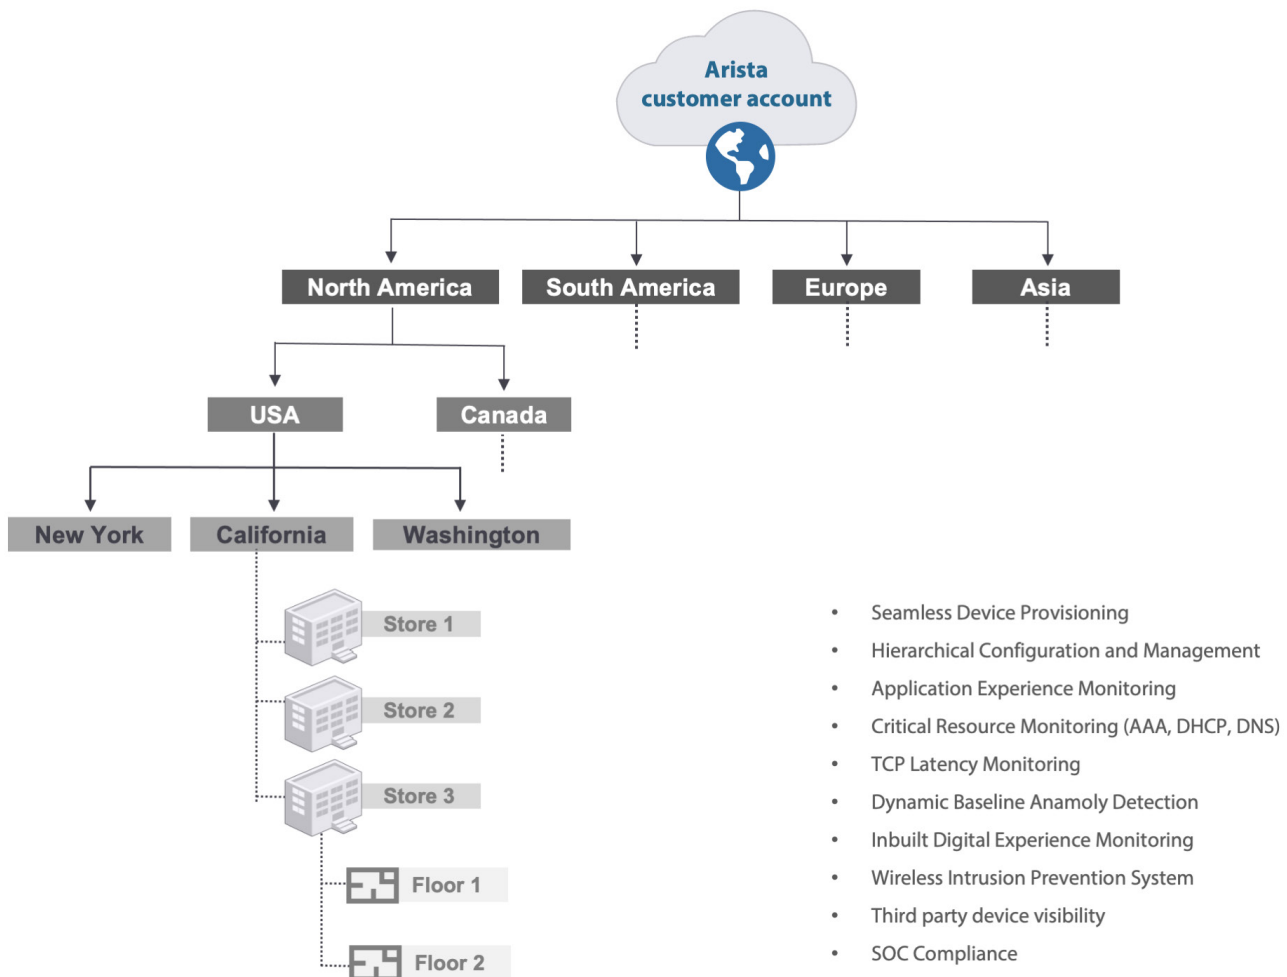 Arista
customer account
North America
South America
Europe
Asia
USA
Canada
New York
California
Washington
Store 1
Store 2
Store 3
Floor 1
Floor 2
• Seamless Device Provisioning
• Hierarchical Configuration and Management
• Application Experience Monitoring
• Critical Resource Monitoring (AAA, DHCP, DNS)
• TCP Latency Monitoring
• Dynamic Baseline Anamoly Detection
• Inbuilt Digital Experience Monitoring
• Wireless Intrusion Prevention System
• Third party device visibility
• SOC Compliance